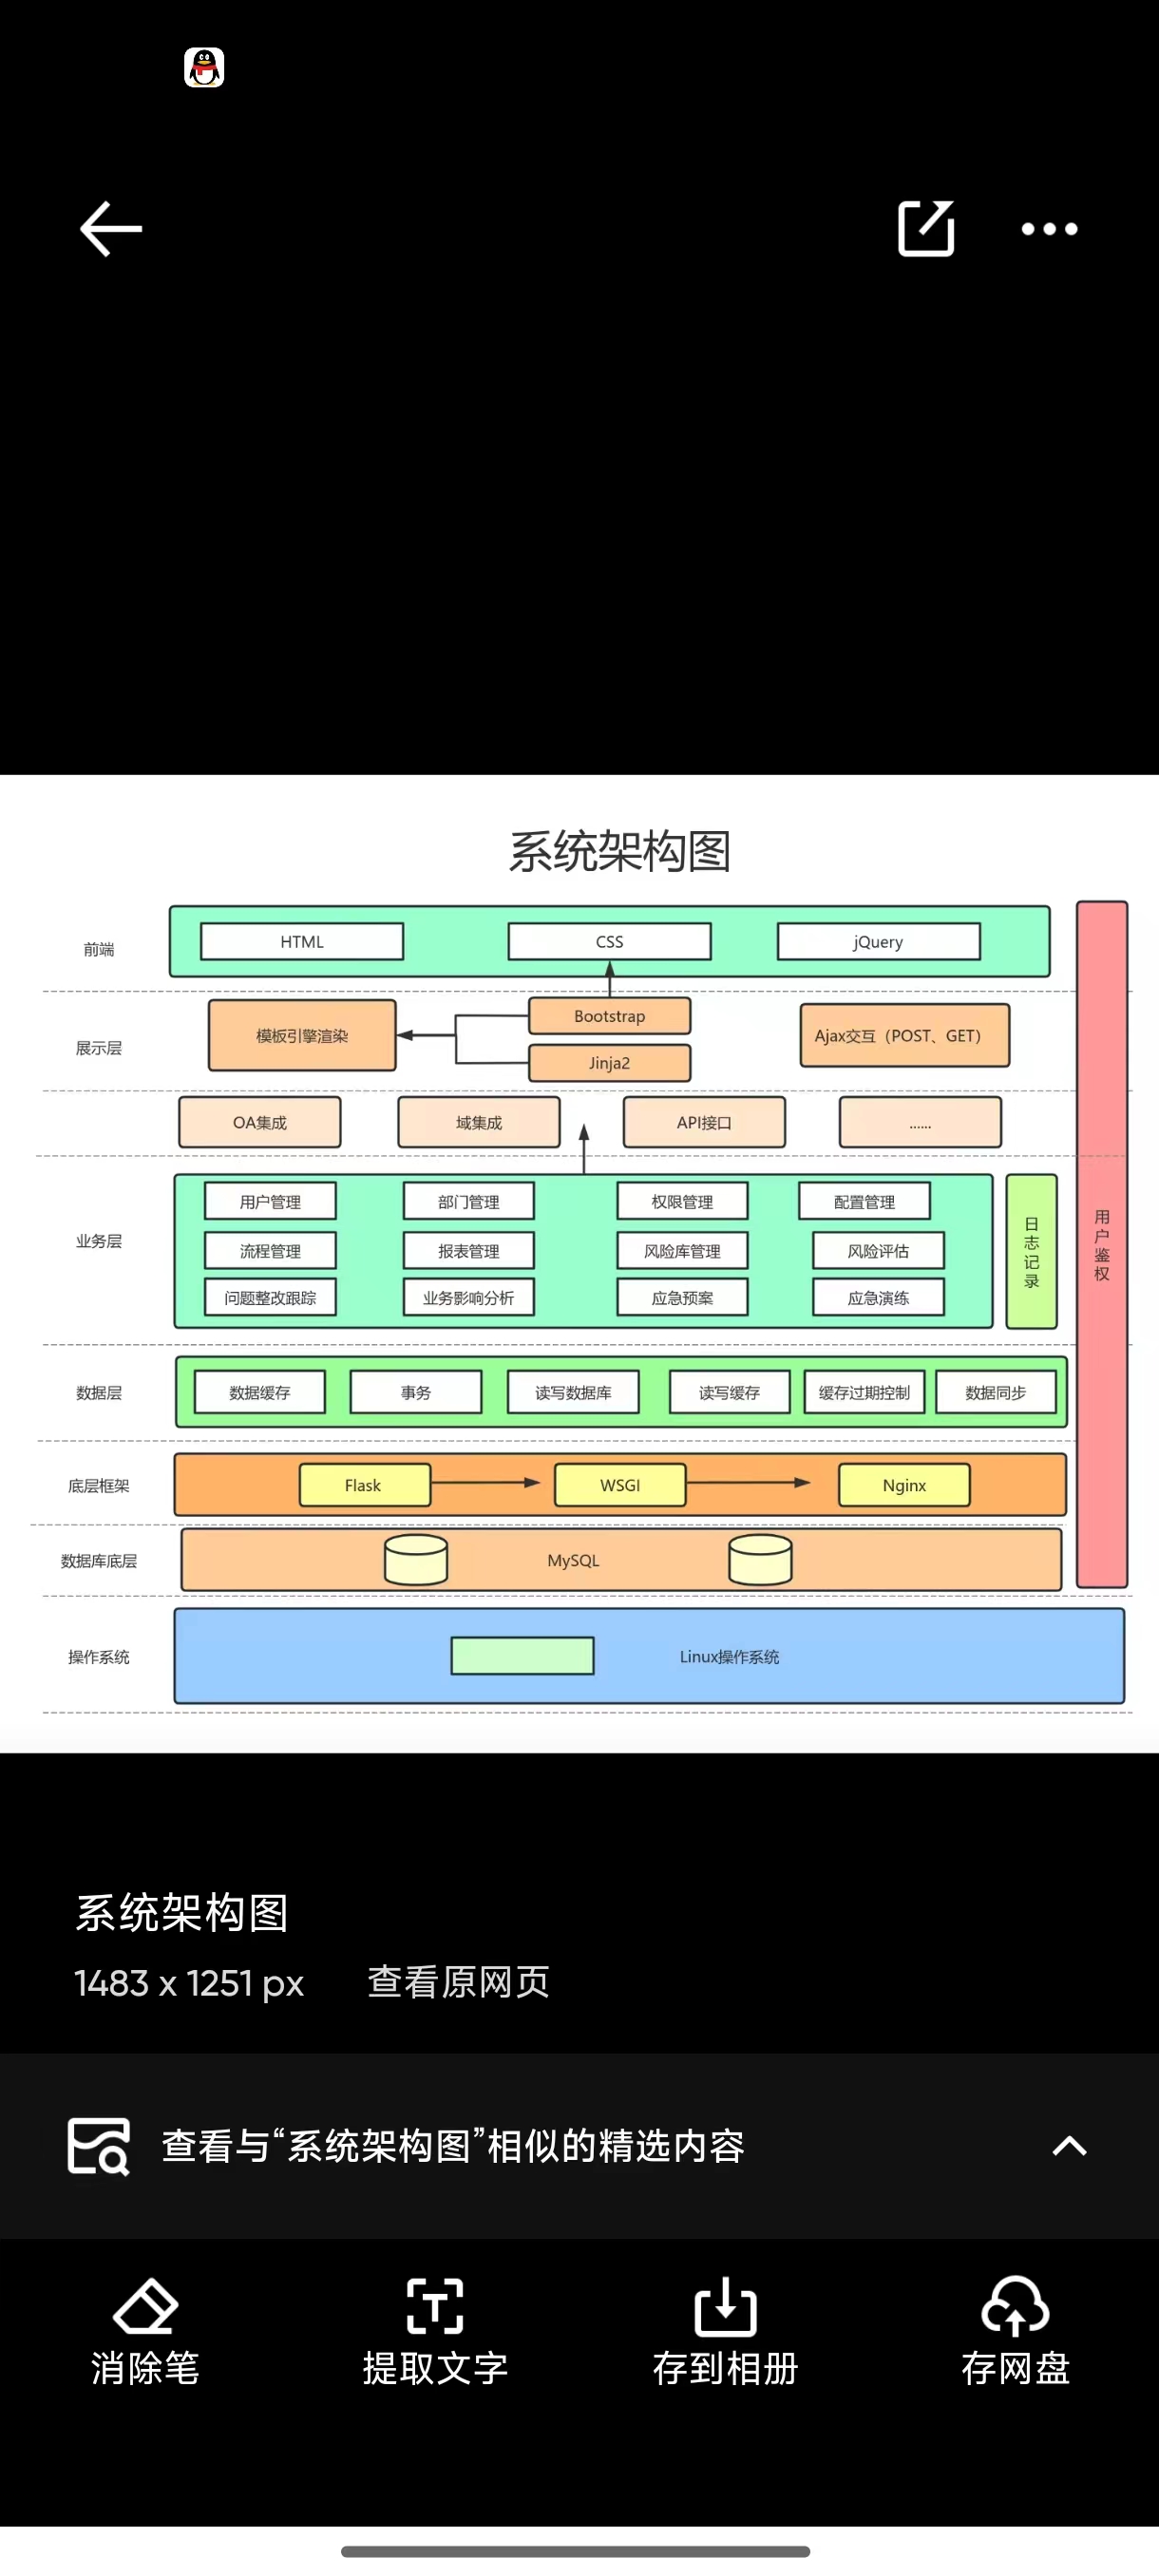 系统架构图
前端
HTML
CSS
jQuery
展示层
模板引擎渲染
Bootstrap
Jinja2
Ajax交互（POST、GET）
OA集成
域集成
API接口
......
业务层
用户管理
部门管理
权限管理
配置管理
流程管理
报表管理
风险库管理
风险评估
问题整改跟踪
业务影响分析
应急预案
应急演练
日志记录
用户鉴权
数据层
数据缓存
事务
读写数据库
读写缓存
缓存过期控制
数据同步
底层框架
Flask
WSGI
Nginx
数据库底层
MySQL
操作系统
Linux操作系统
系统架构图
1483 x 1251 px
查看原网页
查看与“系统架构图”相似的精选内容
消除笔
提取文字
存到相册
存网盘